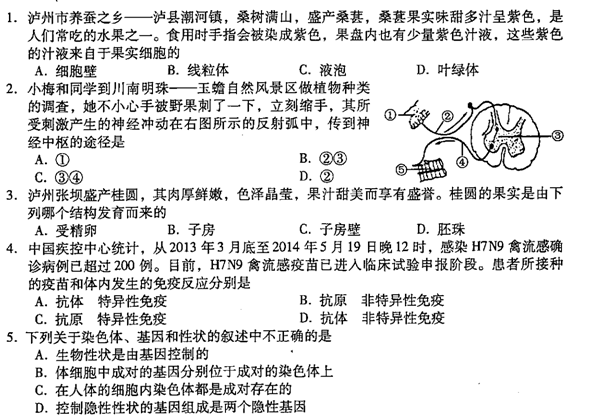 1. 泸州市养蚕之乡——泸县潮河镇，桑树满山，盛产桑葚，桑葚果实味甜多汁呈紫色，是
人们常吃的水果之一。食用时手指会被染成紫色，果盘内也有少量紫色汁液，这些紫色
的汁液来自于果实细胞的
A. 细胞壁 B. 线粒体 C. 液泡 D. 叶绿体
2. 小梅和同学到川南明珠——玉蟾自然风景区做植物种类
的调查，她不小心手被野果刺了一下，立刻缩手，其所
受刺激产生的神经冲动在右图所示的反射弧中，传到神
经中枢的途径是
A. ① B. ②③
C. ③④ D. ②
① ② ③ ④ ⑤
3. 泸州张坝盛产桂圆，其肉厚鲜嫩，色泽晶莹，果汁甜美而享有盛誉。桂圆的果实是由下
列哪个结构发育而来的
A. 受精卵 B. 子房 C. 子房壁 D. 胚珠
4. 中国疾控中心统计，从2013年3月底至2014年5月19日晚12时，感染H7N9禽流感确
诊病例已超过200例。目前，H7N9禽流感疫苗已进入临床试验申报阶段。患者所接种
的疫苗和体内发生的免疫反应分别是
A. 抗体 特异性免疫 B. 抗原 非特异性免疫
C. 抗原 特异性免疫 D. 抗体 非特异性免疫
5. 下列关于染色体、基因和性状的叙述中不正确的是
A. 生物性状是由基因控制的
B. 体细胞中成对的基因分别位于成对的染色体上
C. 在人体的细胞内染色体都是成对存在的
D. 控制隐性性状的基因组成是两个隐性基因